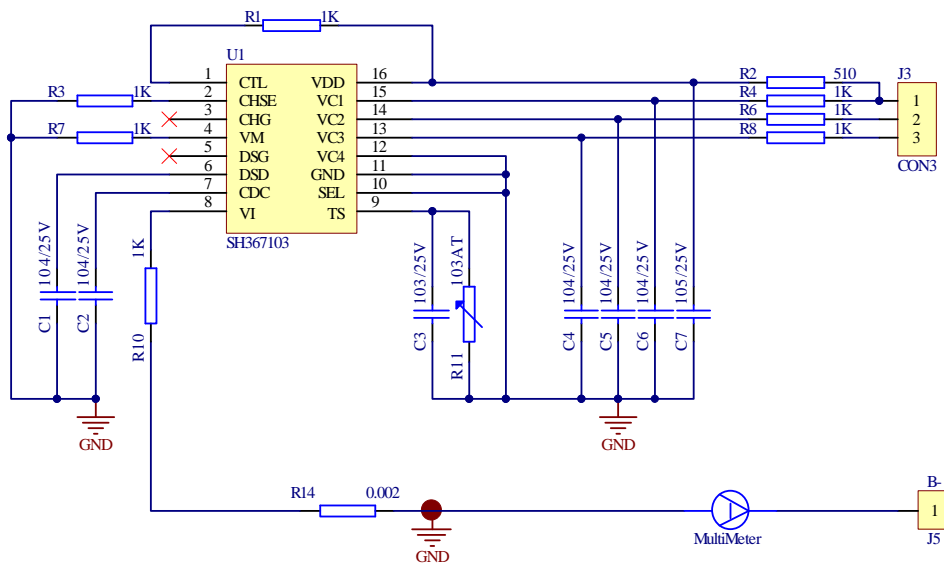 R1 1K
U1
1 CTL VDD 16
2 CHSE VC1 15
3 CHG VC2 14
4 VM VC3 13
5 DSG VC4 12
6 DSD GND 11
7 CDC SEL 10
8 VI TS 9
SH367103
R3 1K
R7 1K
R2 510
R4 1K
R6 1K
R8 1K
J3
1
2
3
CON3
104/25V
C1
104/25V
C2
1K
R10
103/25V
C3
103AT
R11
104/25V
C4
104/25V
C5
104/25V
C6
105/25V
C7
GND
GND
R14 0.002
GND
MultiMeter
B-
1
J5